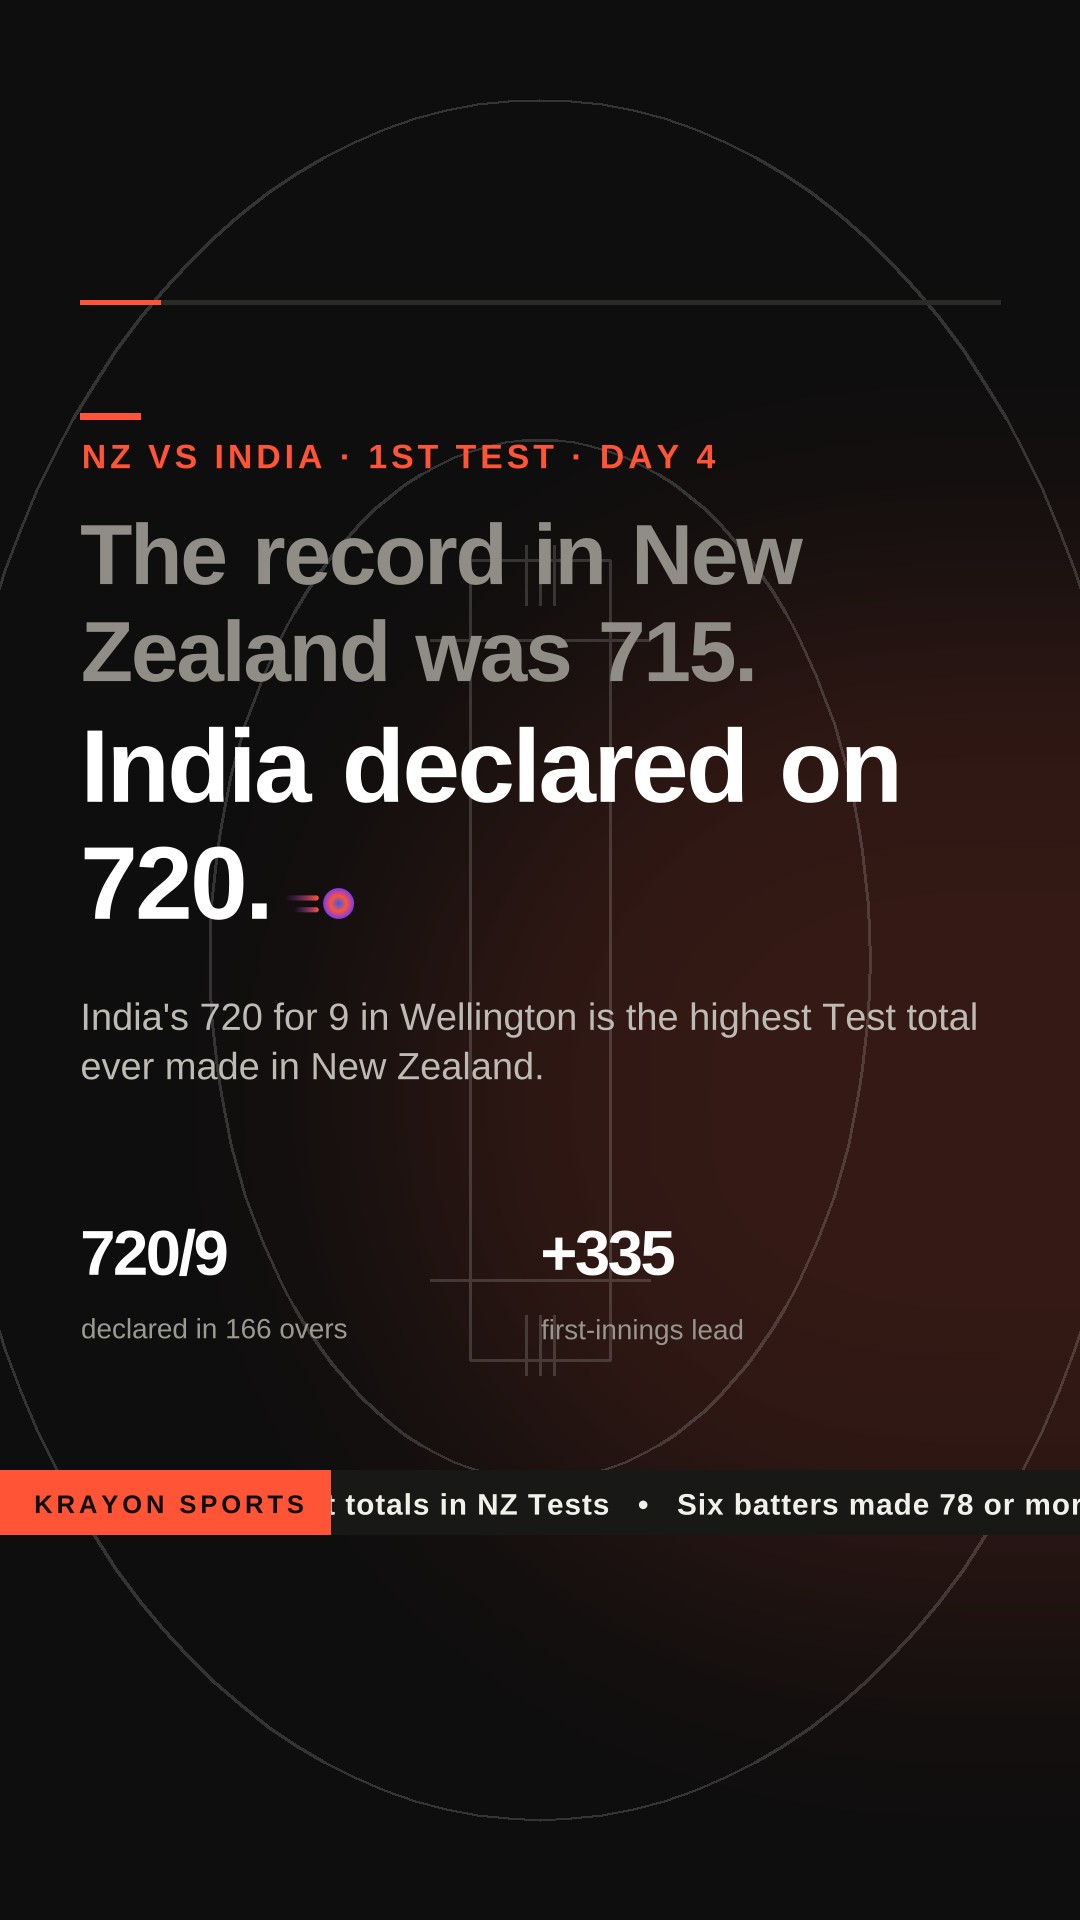 NZ VS INDIA · 1ST TEST · DAY 4
The record in New
Zealand was 715.
India declared on
720.
India's 720 for 9 in Wellington is the highest Test total
ever made in New Zealand.
720/9
declared in 166 overs
+335
first-innings lead
KRAYON SPORTS
totals in NZ Tests • Six batters made 78 or